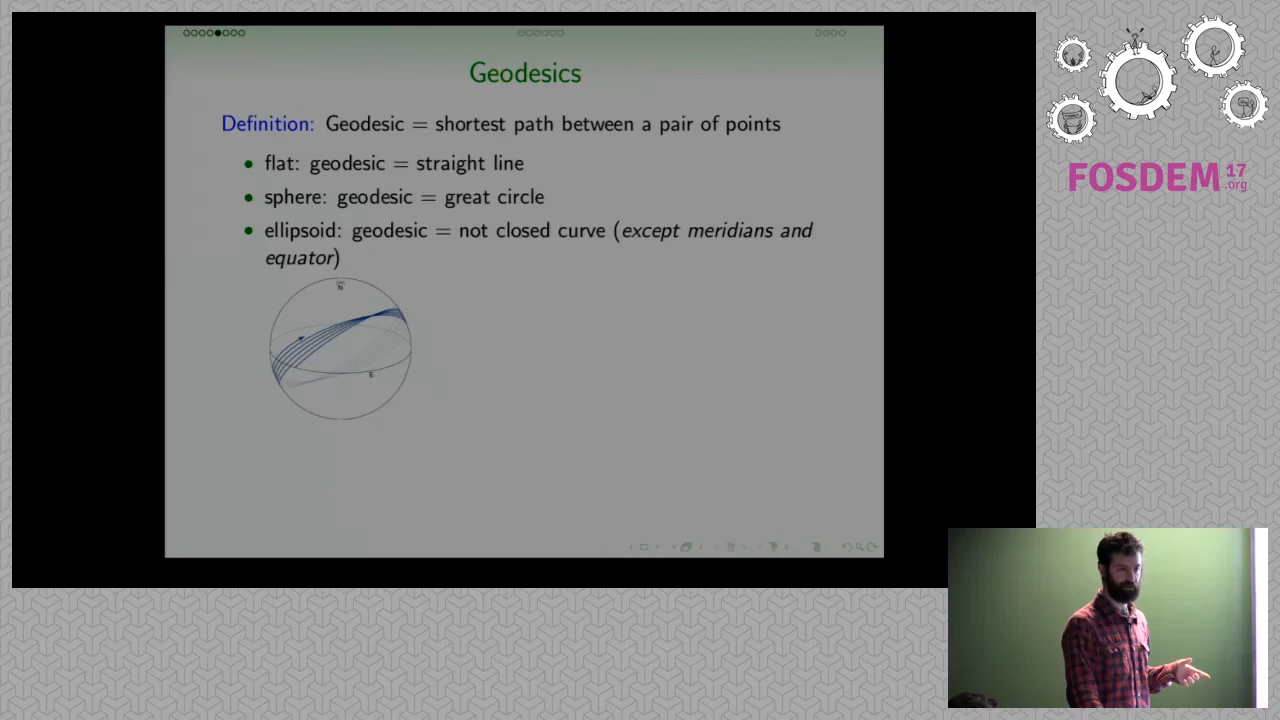 Geodesics
Definition: Geodesic = shortest path between a pair of points
• flat: geodesic = straight line
• sphere: geodesic = great circle
• ellipsoid: geodesic = not closed curve (except meridians and
equator)
N
E
FOSDEM 17
.org